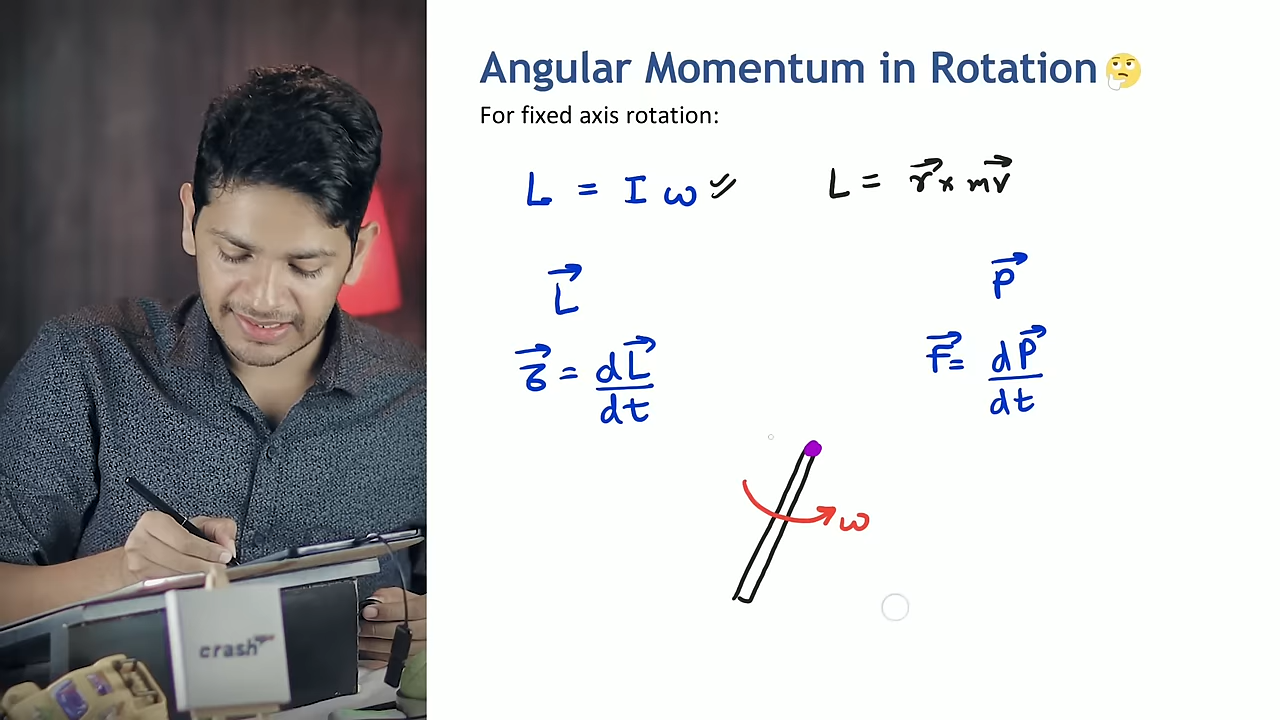 Angular Momentum in Rotation🤔
For fixed axis rotation:
L = I ω
L = r⃗ × mv⃗
L⃗
P⃗
τ⃗ = dL⃗/dt
F⃗ = dP⃗/dt
ω
crash